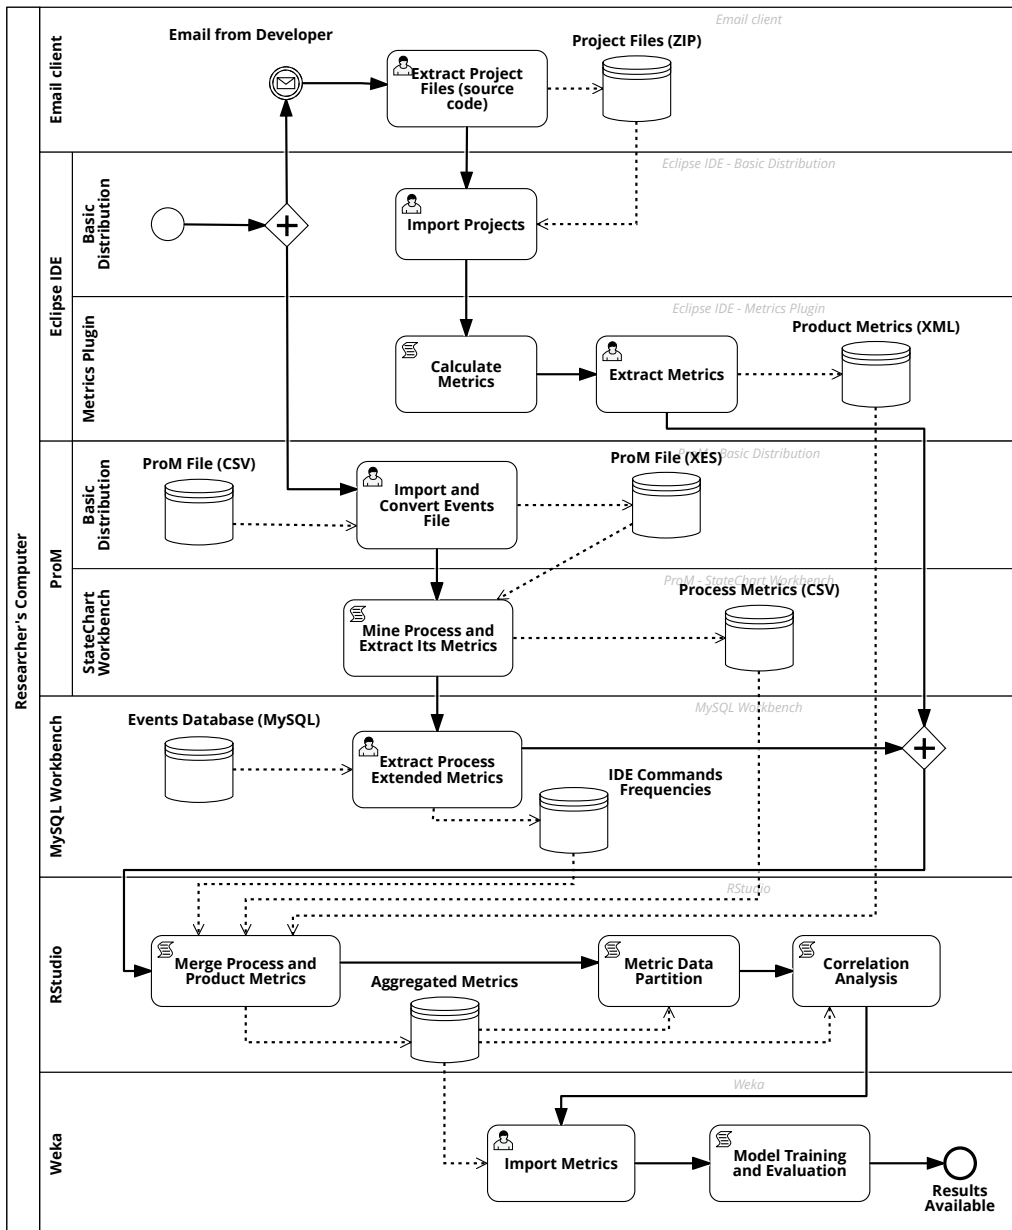 Researcher's Computer
Email client
Email client
Email from Developer
Extract Project
Files (source
code)
Project Files (ZIP)
Eclipse IDE
Basic
Distribution
Eclipse IDE - Basic Distribution
Import Projects
Metrics Plugin
Eclipse IDE - Metrics Plugin
Calculate
Metrics
Extract Metrics
Product Metrics (XML)
ProM
Basic
Distribution
Basic Distribution
ProM File (CSV)
Import and
Convert Events
File
ProM File (XES)
StateChart
Workbench
ProM - StateChart Workbench
Mine Process and
Extract Its Metrics
Process Metrics (CSV)
MySQL Workbench
MySQL Workbench
Events Database (MySQL)
Extract Process
Extended Metrics
IDE Commands
Frequencies
RStudio
RStudio
Merge Process and
Product Metrics
Aggregated Metrics
Metric Data
Partition
Correlation
Analysis
Weka
Weka
Import Metrics
Model Training
and Evaluation
Results
Available